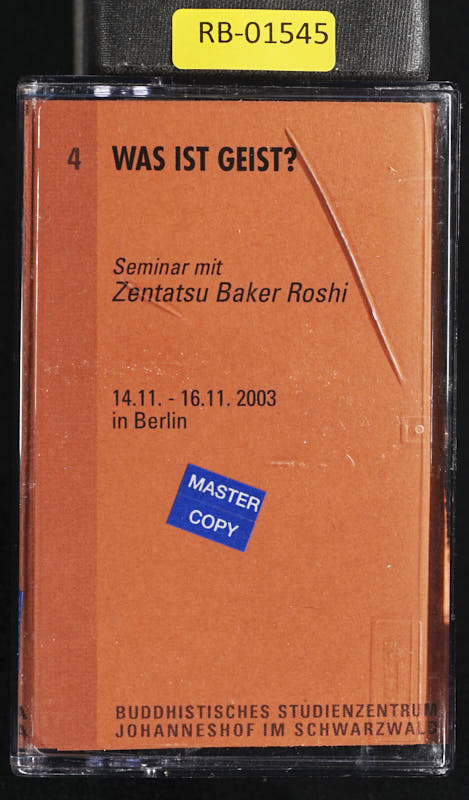 RB-01545
4 WAS IST GEIST?
Seminar mit
Zentatsu Baker Roshi
14.11. - 16.11. 2003
in Berlin
MASTER
COPY
BUDDHISTISCHES STUDIENZENTRUM
JOHANNESHOF IM SCHWARZWALD